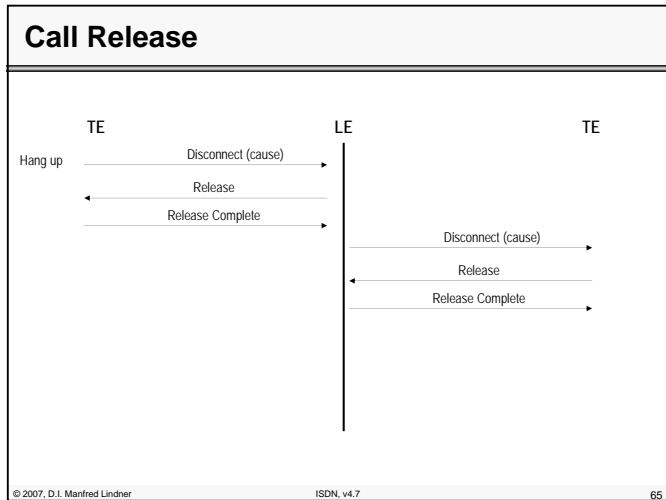 Call Release
TE LE TE
Hang up Disconnect (cause)
Release
Release Complete
Disconnect (cause)
Release
Release Complete
© 2007, D.I. Manfred Lindner ISDN, v4.7 65